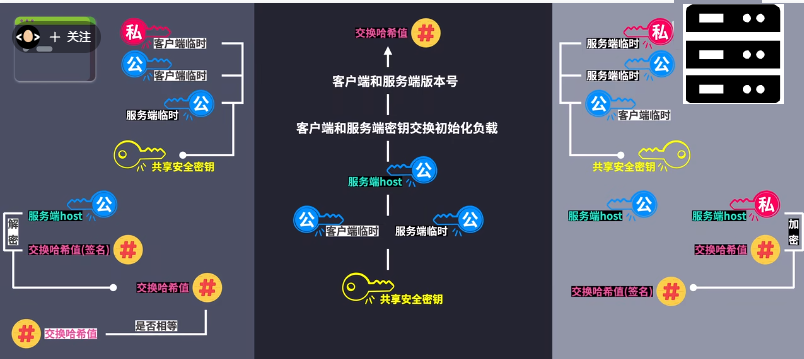 关注
私
客户端临时
公
客户端临时
公
服务端临时
共享安全密钥
公
服务端host
解密
交换哈希值(签名)
#
交换哈希值
#
#
交换哈希值
是否相等
交换哈希值
#
客户端和服务端版本号
客户端和服务端密钥交换初始化负载
公
服务端host
公
客户端临时
公
服务端临时
共享安全密钥
私
服务端临时
公
服务端临时
公
客户端临时
共享安全密钥
公
服务端host
私
服务端host
加密
交换哈希值
#
交换哈希值(签名)
#